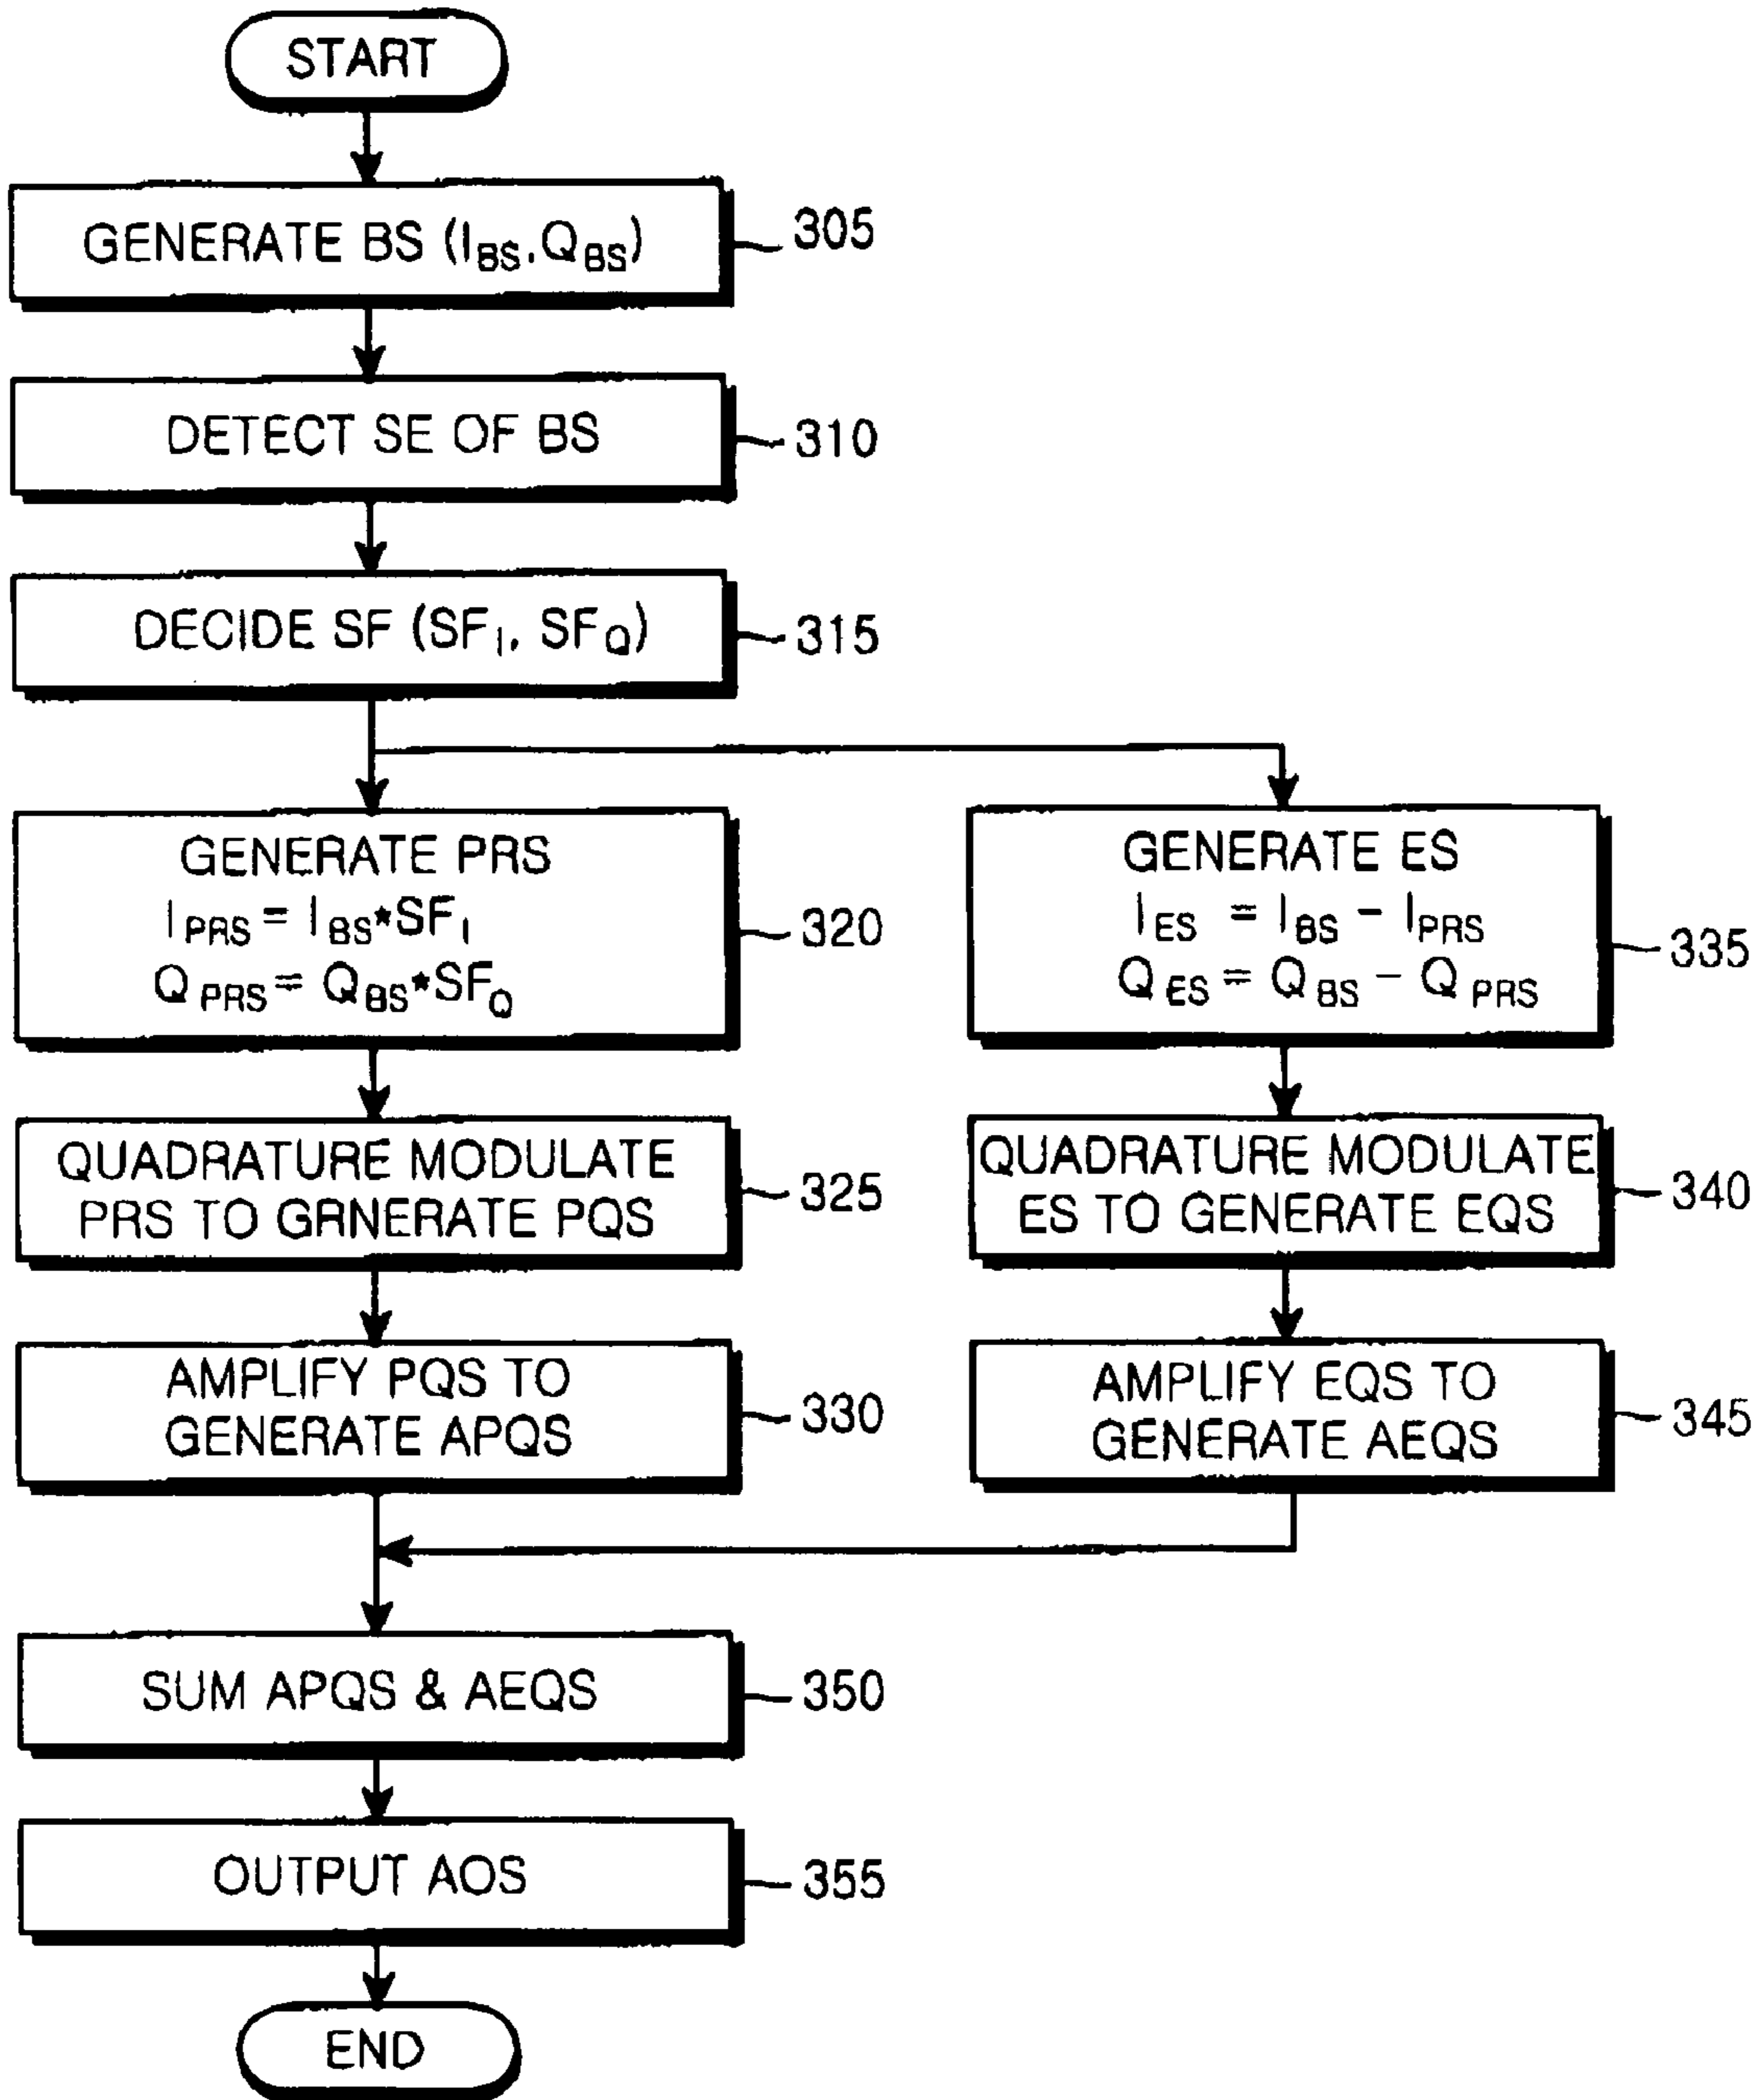 START
GENERATE BS (I_BS, Q_BS)
305
DETECT SE OF BS
310
DECIDE SF (SF_I, SF_Q)
315
GENERATE PRS
I_PRS = I_BS*SF_I
Q_PRS = Q_BS*SF_Q
320
GENERATE ES
I_ES = I_BS - I_PRS
Q_ES = Q_BS - Q_PRS
335
QUADRATURE MODULATE
PRS TO GRNERATE PQS
325
QUADRATURE MODULATE
ES TO GENERATE EQS
340
AMPLIFY PQS TO
GENERATE APQS
330
AMPLIFY EQS TO
GENERATE AEQS
345
SUM APQS & AEQS
350
OUTPUT AOS
355
END